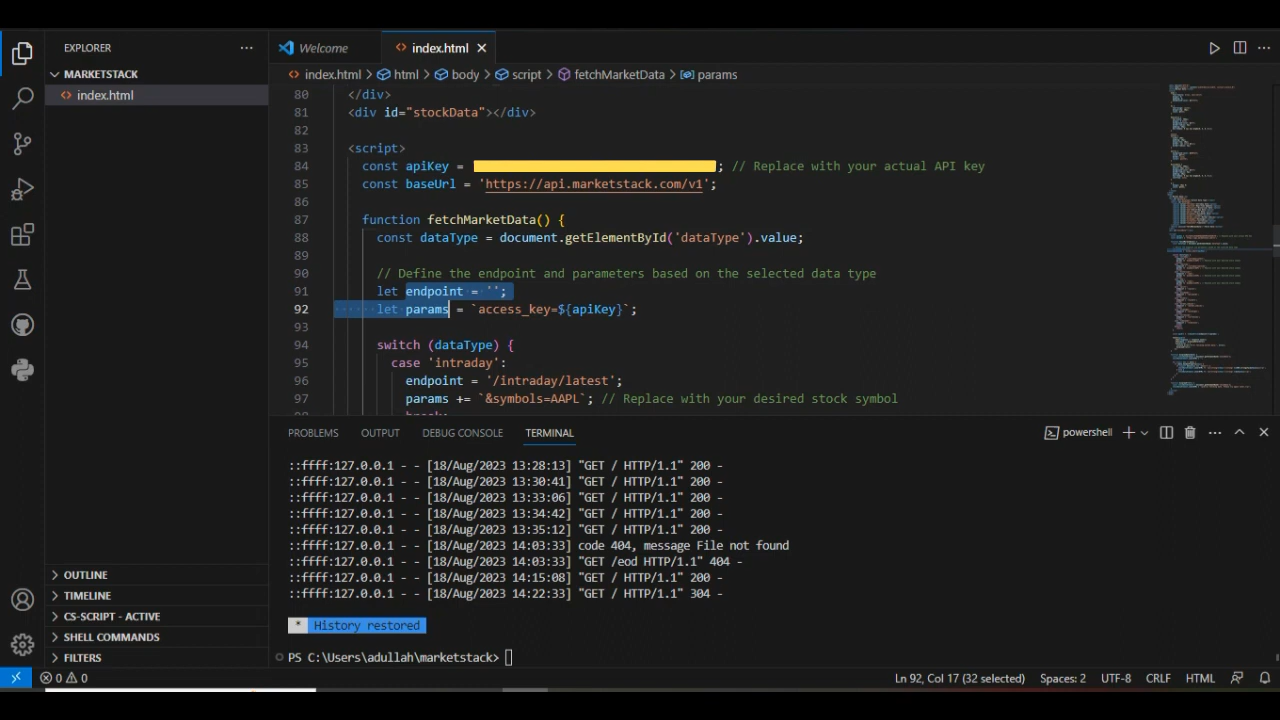 EXPLORER
Welcome
index.html
MARKETSTACK
index.html
index.html > html > body > script > fetchMarketData > params
80 </div>
81 <div id="stockData"></div>
82
83 <script>
84 const apiKey = ; // Replace with your actual API key
85 const baseUrl = 'https://api.marketstack.com/v1';
86
87 function fetchMarketData() {
88 const dataType = document.getElementById('dataType').value;
89
90 // Define the endpoint and parameters based on the selected data type
91 let endpoint = '';
92 let params = `access_key=${apiKey}`;
93
94 switch (dataType) {
95 case 'intraday':
96 endpoint = '/intraday/latest';
97 params += `&symbols=AAPL`; // Replace with your desired stock symbol
98 break;
PROBLEMS OUTPUT DEBUG CONSOLE TERMINAL
powershell
::ffff:127.0.0.1 - - [18/Aug/2023 13:28:13] "GET / HTTP/1.1" 200 -
::ffff:127.0.0.1 - - [18/Aug/2023 13:30:41] "GET / HTTP/1.1" 200 -
::ffff:127.0.0.1 - - [18/Aug/2023 13:33:06] "GET / HTTP/1.1" 200 -
::ffff:127.0.0.1 - - [18/Aug/2023 13:34:42] "GET / HTTP/1.1" 200 -
::ffff:127.0.0.1 - - [18/Aug/2023 13:35:12] "GET / HTTP/1.1" 200 -
::ffff:127.0.0.1 - - [18/Aug/2023 14:03:33] code 404, message File not found
::ffff:127.0.0.1 - - [18/Aug/2023 14:03:33] "GET /eod HTTP/1.1" 404 -
::ffff:127.0.0.1 - - [18/Aug/2023 14:15:08] "GET / HTTP/1.1" 200 -
::ffff:127.0.0.1 - - [18/Aug/2023 14:22:33] "GET / HTTP/1.1" 304 -
* History restored
PS C:\Users\adullah\marketstack>
OUTLINE
TIMELINE
CS-SCRIPT - ACTIVE
SHELL COMMANDS
FILTERS
0 0
Ln 92, Col 17 (32 selected) Spaces: 2 UTF-8 CRLF HTML